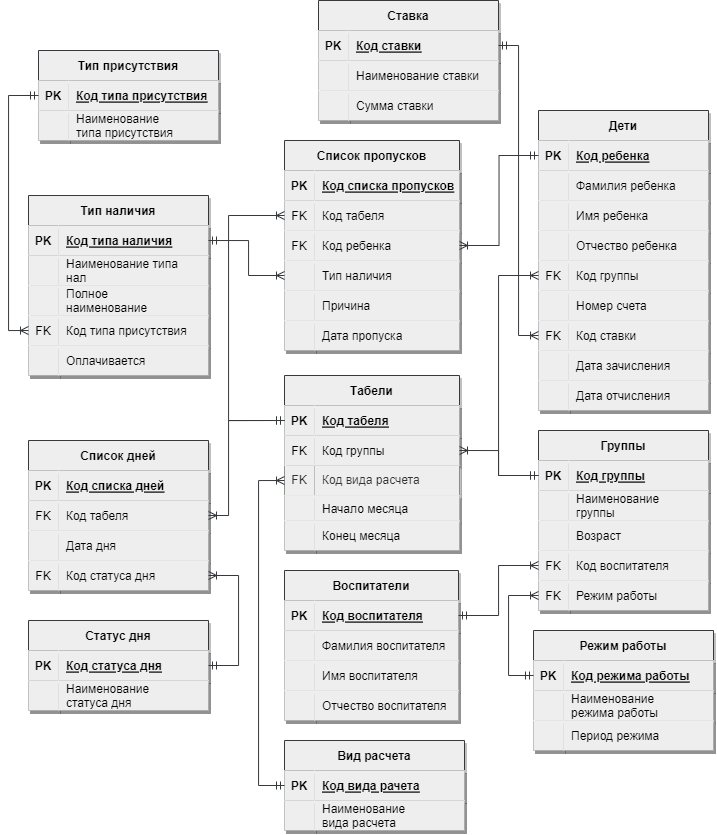 Ставка
PK Код ставки
Наименование ставки
Сумма ставки
Тип присутствия
PK Код типа присутствия
Наименование
типа присутствия
Дети
PK Код ребенка
Фамилия ребенка
Имя ребенка
Отчество ребенка
FK Код группы
Номер счета
FK Код ставки
Дата зачисления
Дата отчисления
Список пропусков
PK Код списка пропусков
FK Код табеля
FK Код ребенка
Тип наличия
Причина
Дата пропуска
Тип наличия
PK Код типа наличия
Наименование типа
нал
Полное
наименование
FK Код типа присутствия
Оплачивается
Табели
PK Код табеля
FK Код группы
FK Код вида расчета
Начало месяца
Конец месяца
Список дней
PK Код списка дней
FK Код табеля
Дата дня
FK Код статуса дня
Группы
PK Код группы
Наименование
группы
Возраст
FK Код воспитателя
FK Режим работы
Воспитатели
PK Код воспитателя
Фамилия воспитателя
Имя воспитателя
Отчество воспитателя
Статус дня
PK Код статуса дня
Наименование
статуса дня
Режим работы
PK Код режима работы
Наименование
режима работы
Период режима
Вид расчета
PK Код вида рачета
Наименование
вида расчета